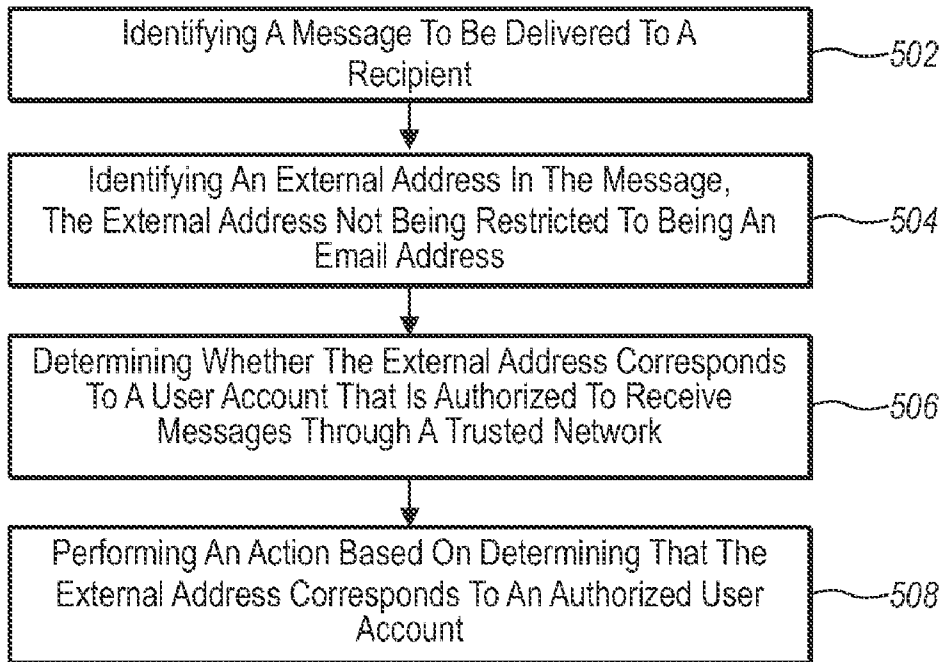 Identifying A Message To Be Delivered To A
Recipient
502
Identifying An External Address In The Message,
The External Address Not Being Restricted To Being An
Email Address
504
Determining Whether The External Address Corresponds
To A User Account That Is Authorized To Receive
Messages Through A Trusted Network
506
Performing An Action Based On Determining That The
External Address Corresponds To An Authorized User
Account
508